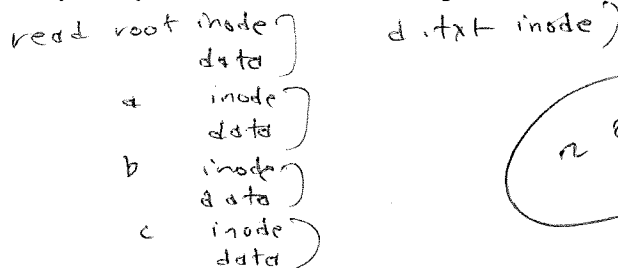 read root inode d.txt inode
data
a inode
data
b inode
data
c inode
data